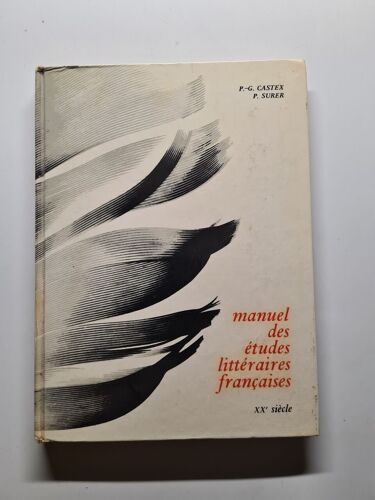 P.-G. CASTEX
P. SURER
manuel
des
études
littéraires
françaises
XXe siècle